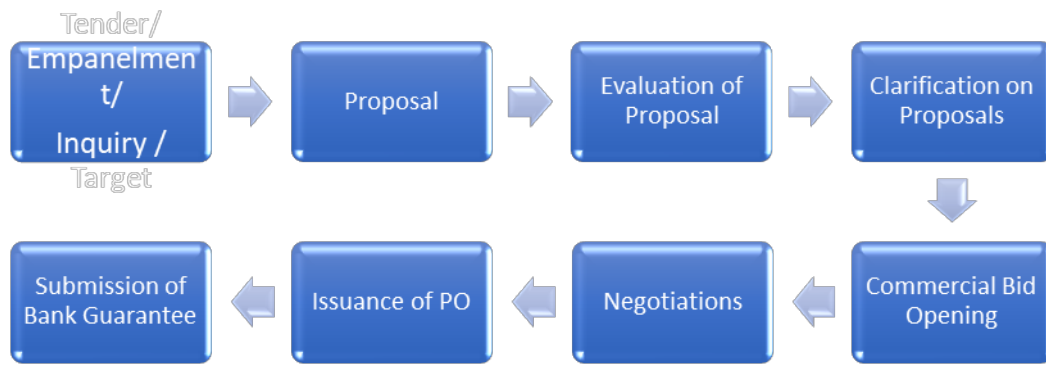 Tender/
Empanelmen
t/
Inquiry /
Target
Proposal
Evaluation of
Proposal
Clarification on
Proposals
Commercial Bid
Opening
Negotiations
Issuance of PO
Submission of
Bank Guarantee